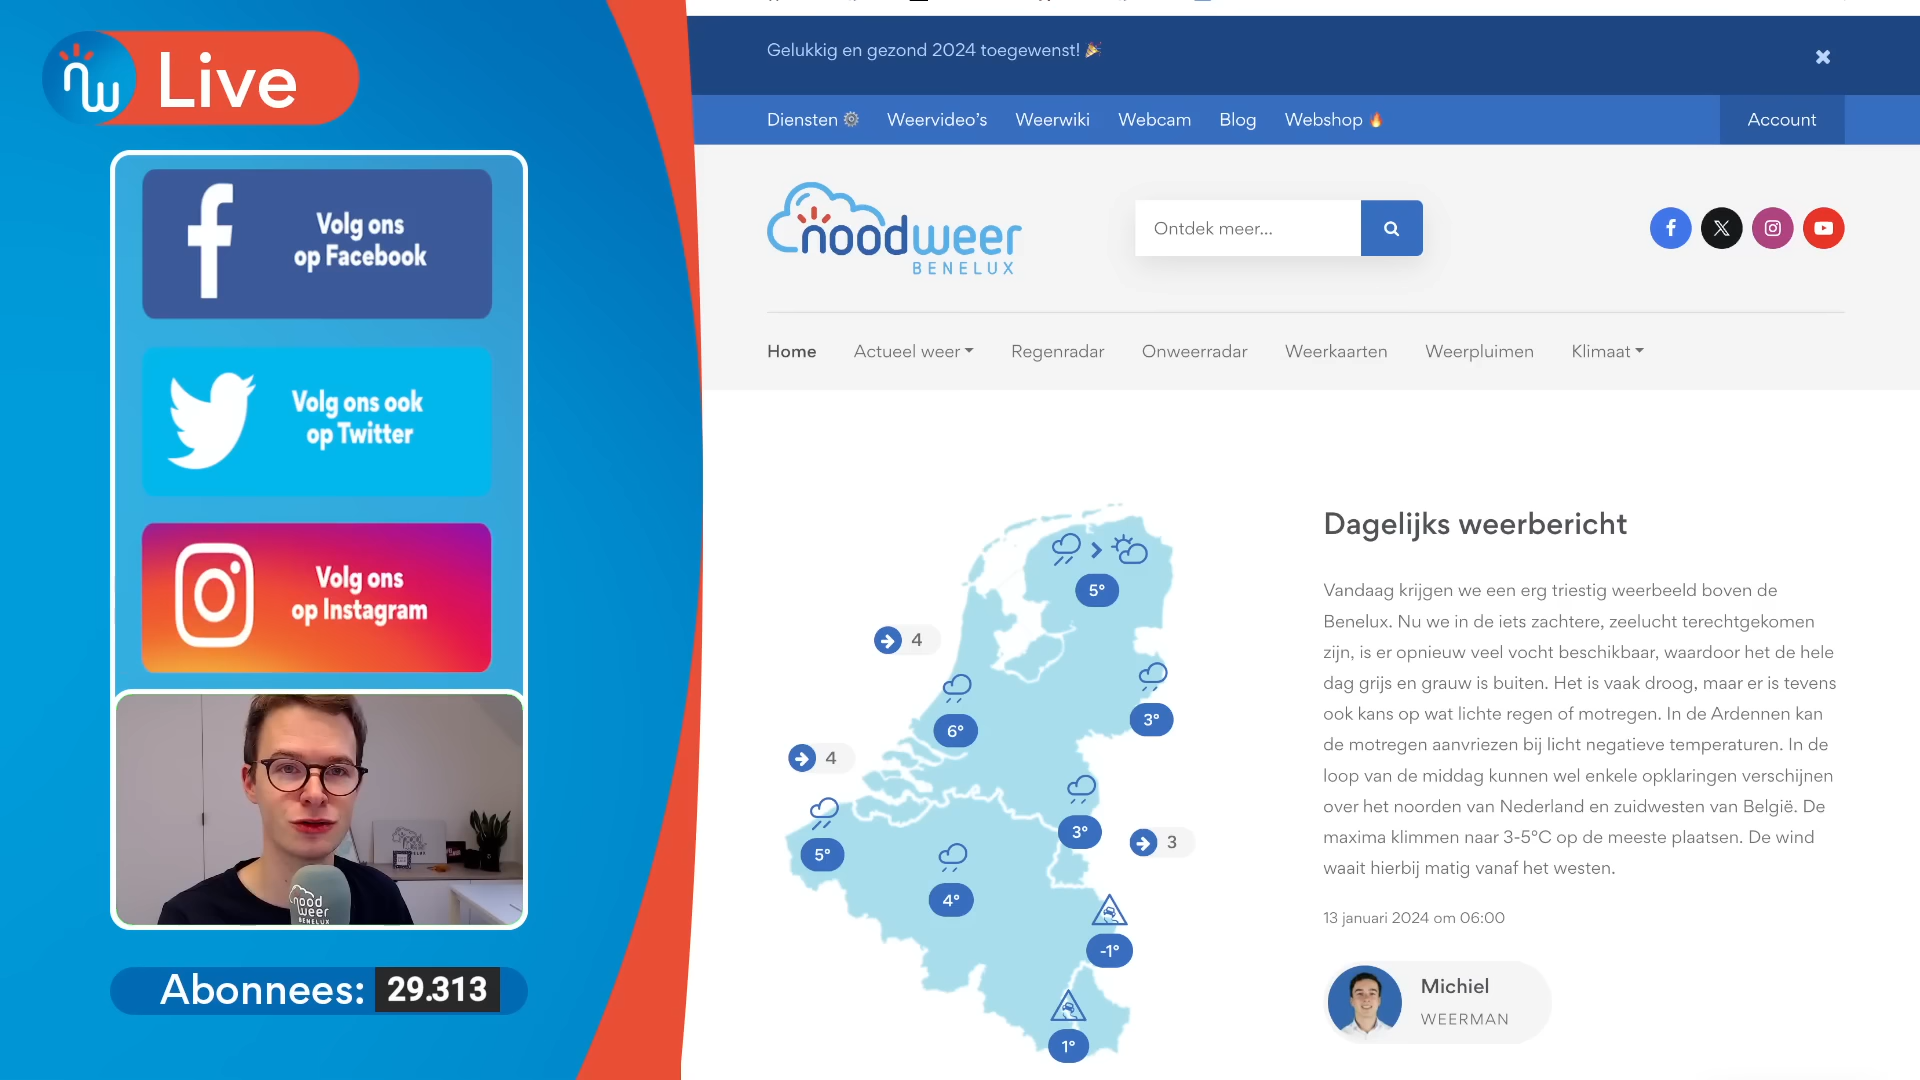 nw Live
Volg ons
op Facebook
Volg ons ook
op Twitter
Volg ons
op Instagram
nood
weer
BENELUX
Abonnees: 29.313
Gelukkig en gezond 2024 toegewenst! 🎉
Diensten ⚙️ Weervideo's Weerwiki Webcam Blog Webshop 🔥 Account
noodweer
BENELUX
Ontdek meer...
Home Actueel weer Regenradar Onweerradar Weerkaarten Weerpluimen Klimaat
5°
4
3°
6°
4
3°
5°
3
4°
-1°
1°
Dagelijks weerbericht
Vandaag krijgen we een erg triestig weerbeeld boven de
Benelux. Nu we in de iets zachtere, zeelucht terechtgekomen
zijn, is er opnieuw veel vocht beschikbaar, waardoor het de hele
dag grijs en grauw is buiten. Het is vaak droog, maar er is tevens
ook kans op wat lichte regen of motregen. In de Ardennen kan
de motregen aanvriezen bij licht negatieve temperaturen. In de
loop van de middag kunnen wel enkele opklaringen verschijnen
over het noorden van Nederland en zuidwesten van België. De
maxima klimmen naar 3-5°C op de meeste plaatsen. De wind
waait hierbij matig vanaf het westen.
13 januari 2024 om 06:00
Michiel
WEERMAN